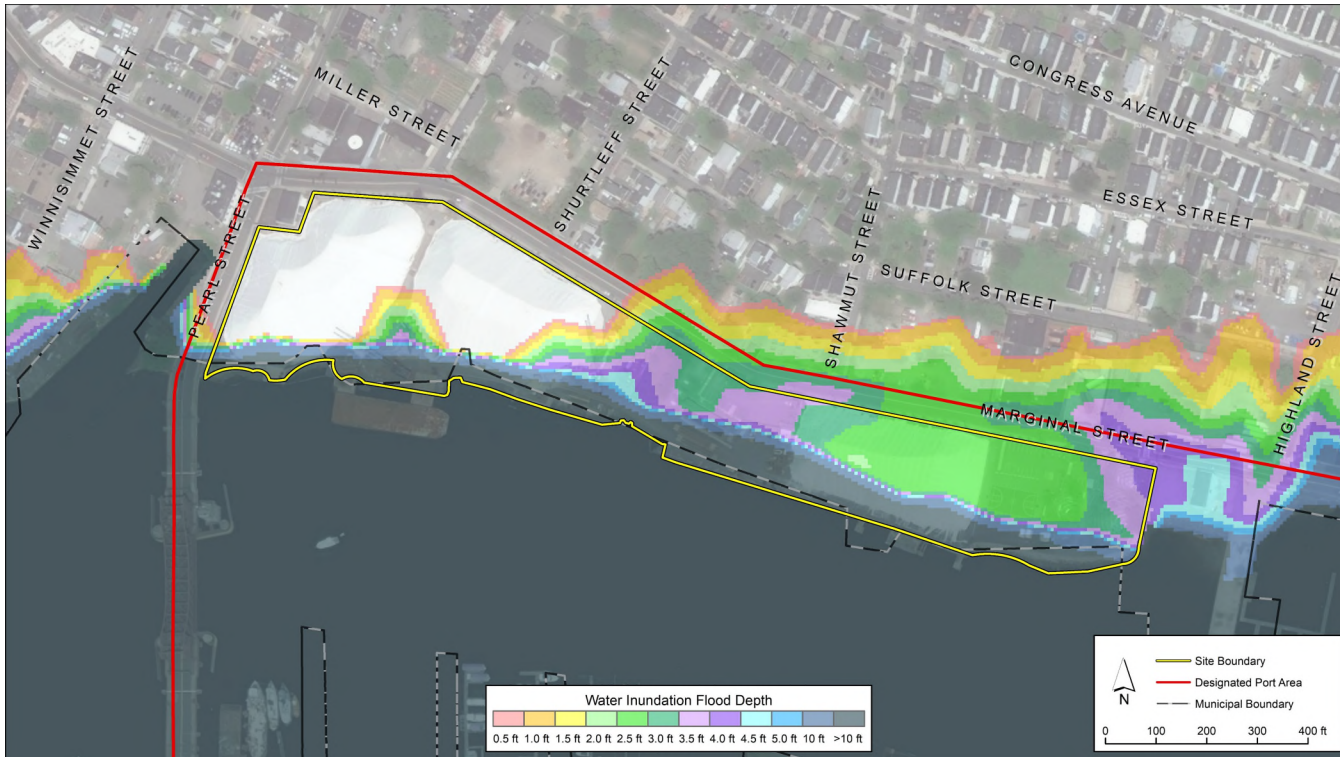 WINNISIMMET STREET
MILLER STREET
SHURTLEFF STREET
CONGRESS AVENUE
ESSEX STREET
PEARL STREET
SHAWMUT STREET
SUFFOLK STREET
HIGHLAND STREET
MARGINAL STREET
Water Inundation Flood Depth
0.5 ft 1.0 ft 1.5 ft 2.0 ft 2.5 ft 3.0 ft 3.5 ft 4.0 ft 4.5 ft 5.0 ft 10 ft >10 ft
N
Site Boundary
Designated Port Area
Municipal Boundary
0 100 200 300 400 ft